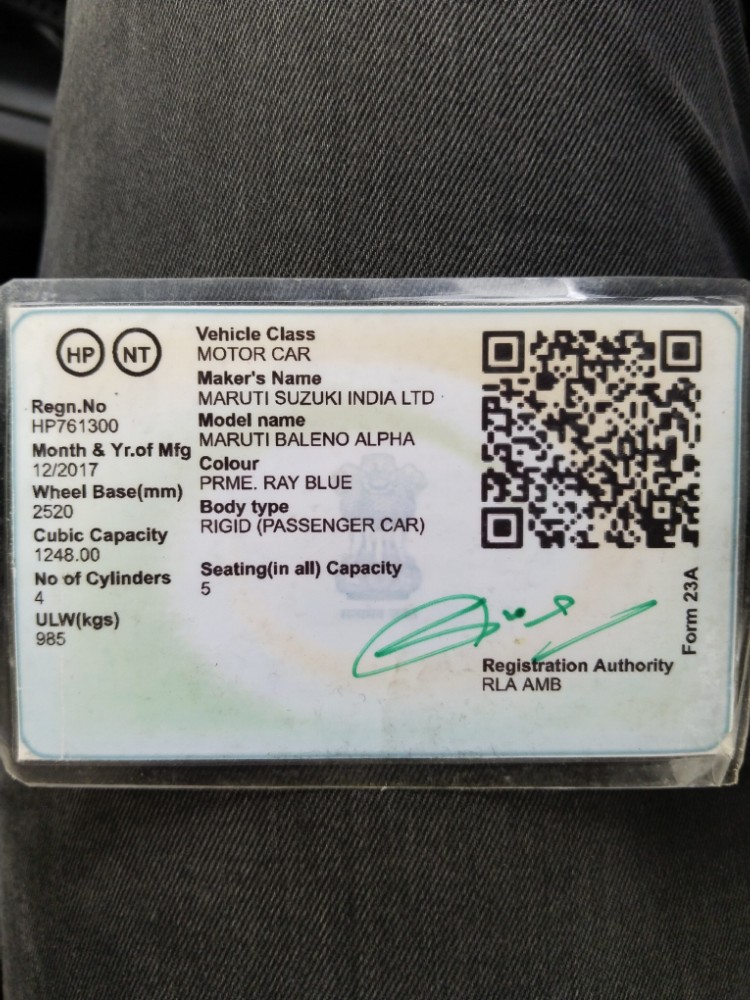 HP NT
Regn.No
HP761300
Month & Yr.of Mfg
12/2017
Wheel Base(mm)
2520
Cubic Capacity
1248.00
No of Cylinders
4
ULW(kgs)
985
Vehicle Class
MOTOR CAR
Maker's Name
MARUTI SUZUKI INDIA LTD
Model name
MARUTI BALENO ALPHA
Colour
PRME. RAY BLUE
Body type
RIGID (PASSENGER CAR)
Seating(in all) Capacity
5
Form 23A
Registration Authority
RLA AMB